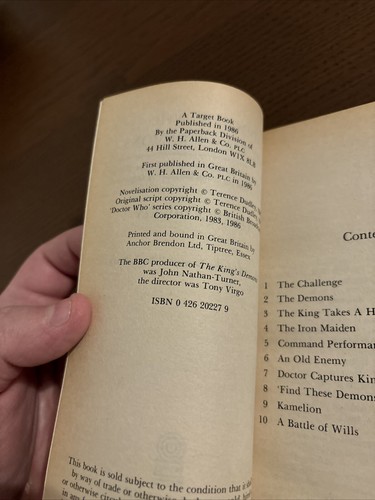 A Target Book
Published in 1986
By the Paperback Division of
W. H. Allen & Co. PLC
44 Hill Street, London W1X 8LB
First published in Great Britain by
W. H. Allen & Co. PLC in 1986
Novelisation copyright © Terence Dudley
Original script copyright © Terence Dudley
'Doctor Who' series copyright © British
Corporation, 1983, 1986
Printed and bound in Great Britain by
Anchor Brendon Ltd, Tiptree, Essex
The BBC producer of The King's Demons
was John Nathan-Turner,
the director was Tony Virgo
ISBN 0 426 20227 9
This book is sold subject to the condition that it
by way of trade or otherwise
or otherwise
in any
Conte
1 The Challenge
2 The Demons
3 The King Takes A H
4 The Iron Maiden
5 Command Performan
6 An Old Enemy
7 Doctor Captures Kin
8 'Find These Demons
9 Kamelion
10 A Battle of Wills